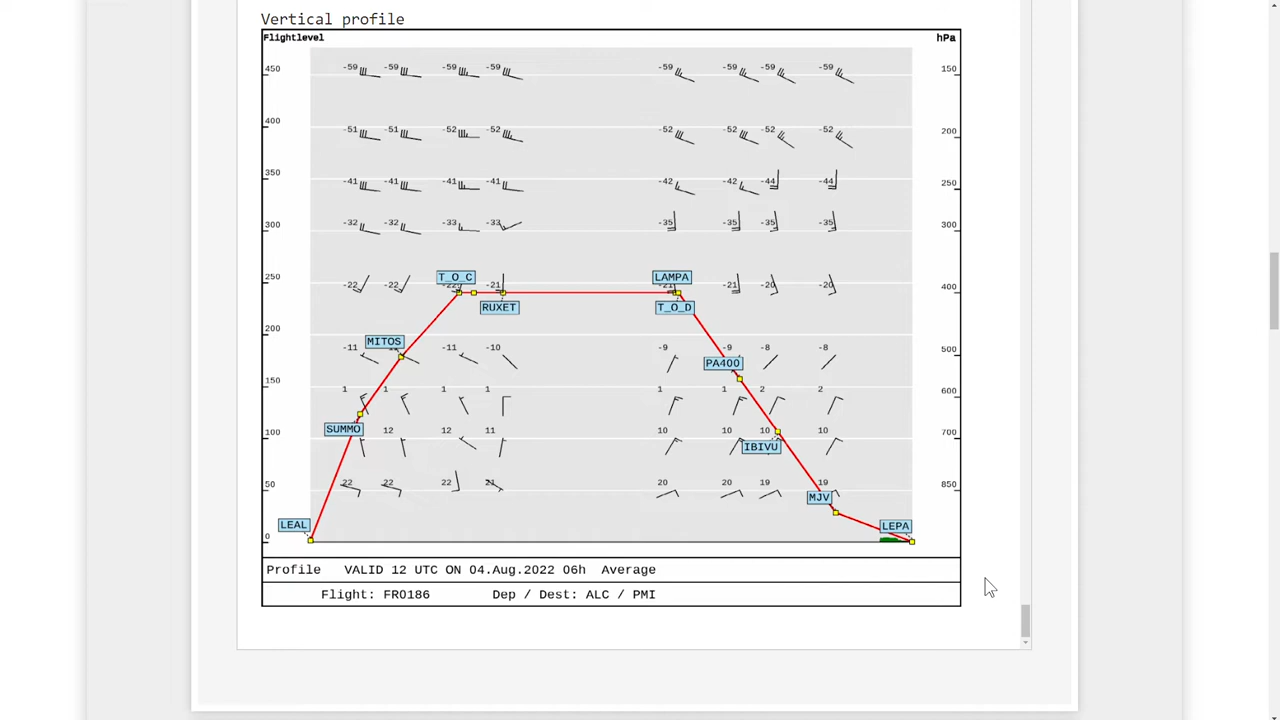 Vertical profile
Flightlevel hPa
-59 -59 -59 -59 -59 -59 -59 -59
450 150
-51 -51 -52 -52 -52 -52 -52 -52
400 200
-41 -41 -41 -41 -42 -42 -44 -44
350 250
-32 -32 -33 -33 -35 -35 -35 -35
300 300
T_O_C LAMPA
250 -22 -22 -21 -21 -20 -20 400
RUXET T_O_D
200
MITOS
-11 -11 -10 -9 -9 -8 -8
500
PA400
150 1 1 1 1 1 1 2 2 600
SUMMO 12 12 11 10 10 10 10
100 700
IBIVU
22 22 22 21 20 20 19 19
50 850
MJV
LEAL LEPA
0
Profile VALID 12 UTC ON 04.Aug.2022 06h Average
Flight: FR0186 Dep / Dest: ALC / PMI